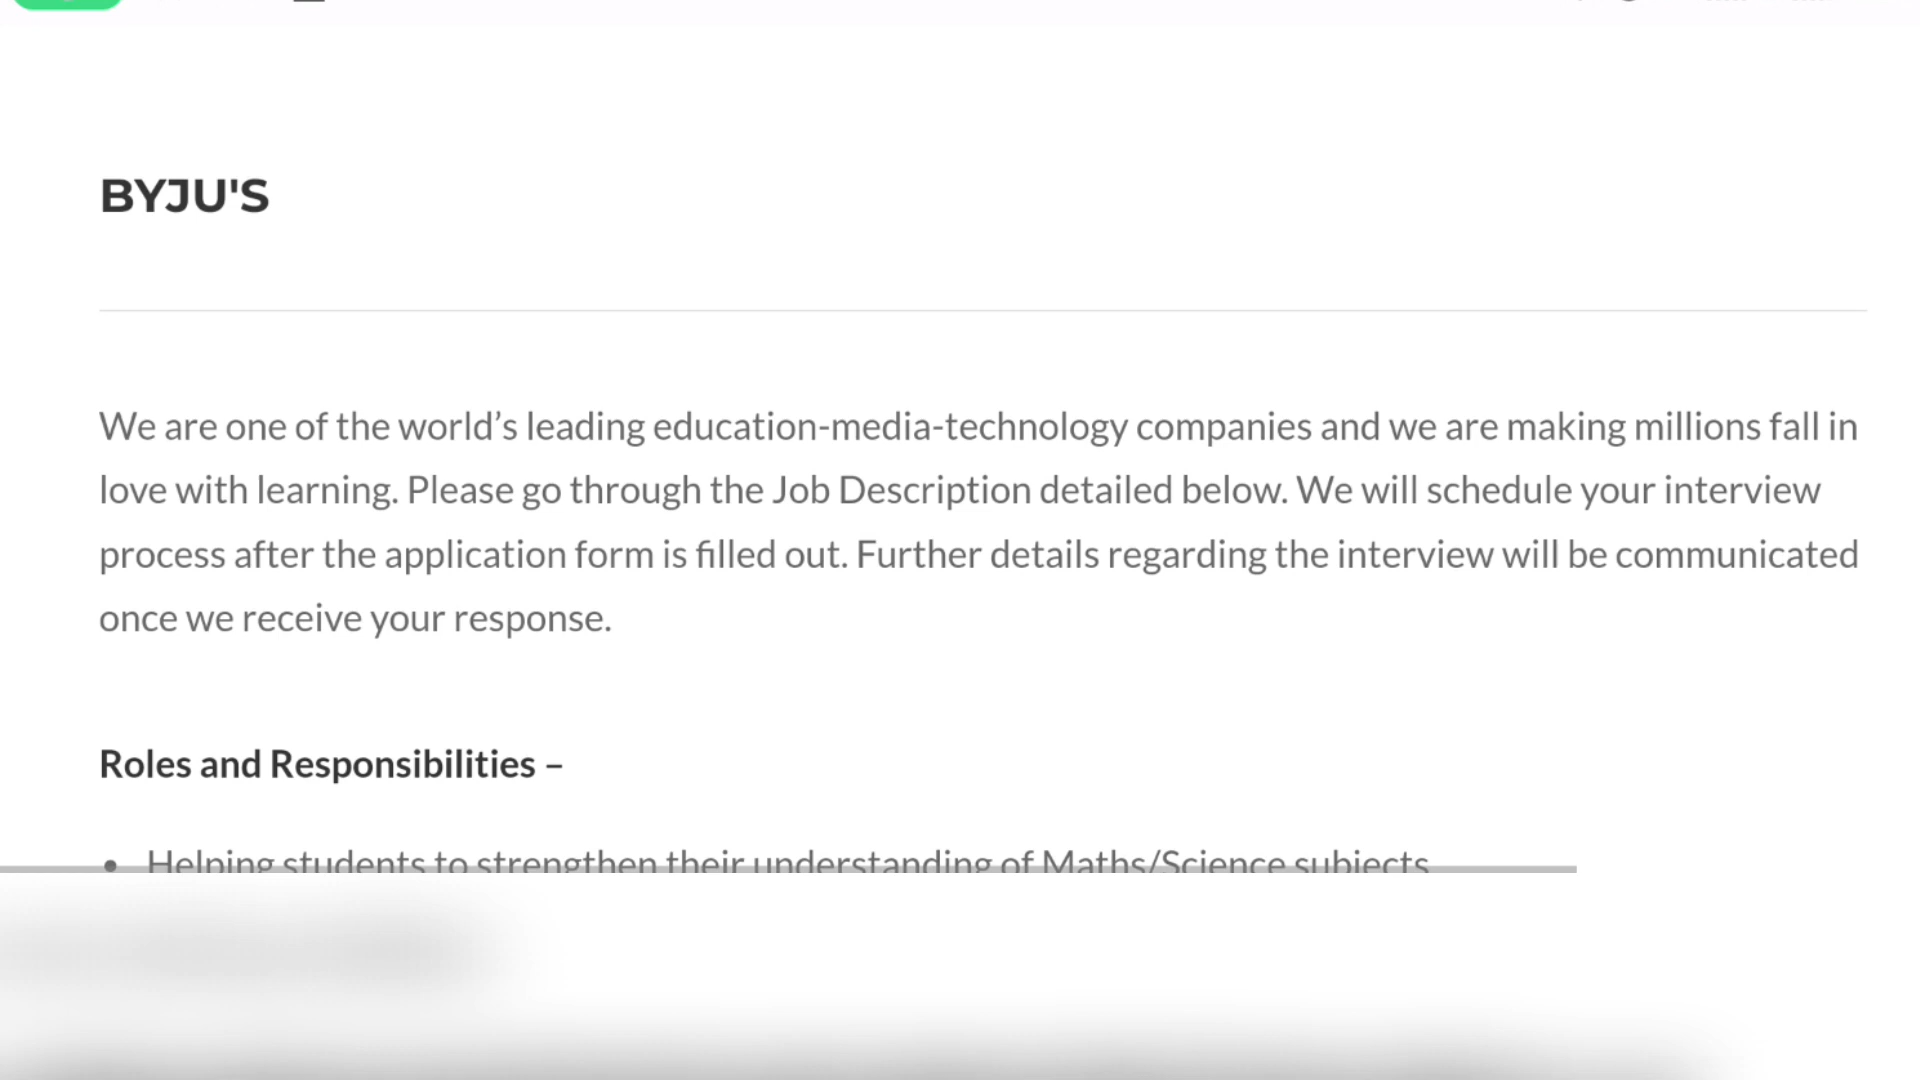 BYJU'S
We are one of the world’s leading education-media-technology companies and we are making millions fall in
love with learning. Please go through the Job Description detailed below. We will schedule your interview
process after the application form is filled out. Further details regarding the interview will be communicated
once we receive your response.
Roles and Responsibilities –
• Helping students to strengthen their understanding of Maths/Science subjects